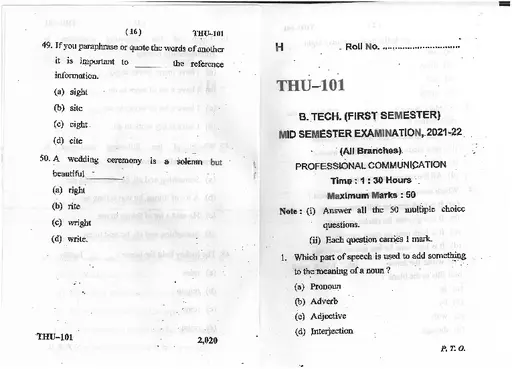 (16)
THU-101
49. If you paraphrase or quote the words of another
it is important to ______ the reference
information.
(a) sight
(b) site
(c) eight
(d) cite
50. A wedding ceremony is a solemn but
beautiful ______.
(a) right
(b) rite
(c) wright
(d) write.
THU-101
2,020
H
Roll No. ..............................
THU-101
B. TECH. (FIRST SEMESTER)
MID SEMESTER EXAMINATION, 2021-22
(All Branches)
PROFESSIONAL COMMUNICATION
Time : 1 : 30 Hours
Maximum Marks : 50
Note : (i) Answer all the 50 multiple choice
questions.
(ii) Each question carries 1 mark.
1. Which part of speech is used to add something
to the meaning of a noun ?
(a) Pronoun
(b) Adverb
(c) Adjective
(d) Interjection
P. T. O.